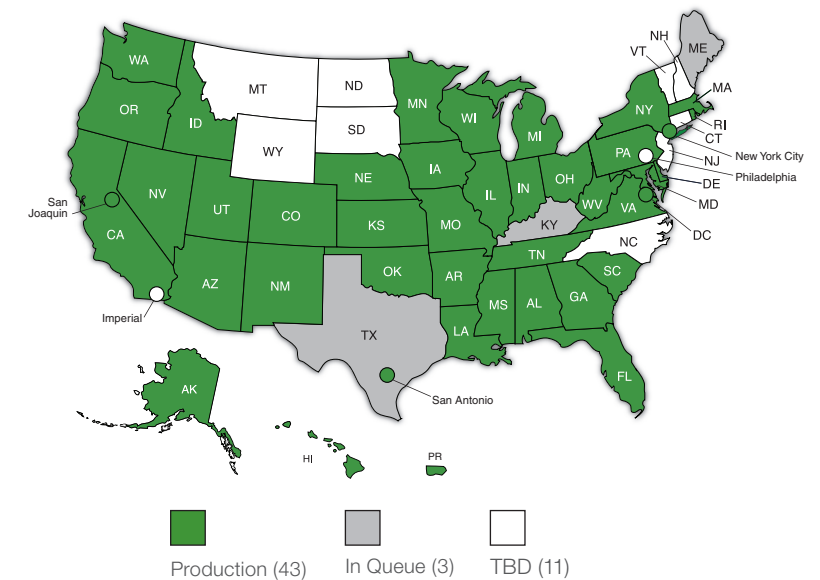 NH
ME
VT
WA
MT
ND
MN
MA
OR
ID
SD
WI
NY
MI
RI
CT
WY
PA
New York City
NJ
IA
Philadelphia
NE
OH
DE
NV
IL
IN
San
Joaquin
UT
CO
WV
VA
MD
KS
MO
KY
CA
NC
DC
TN
OK
AR
SC
AZ
NM
MS
AL
GA
Imperial
TX
LA
FL
AK
San Antonio
HI
PR
Production (43)
In Queue (3)
TBD (11)